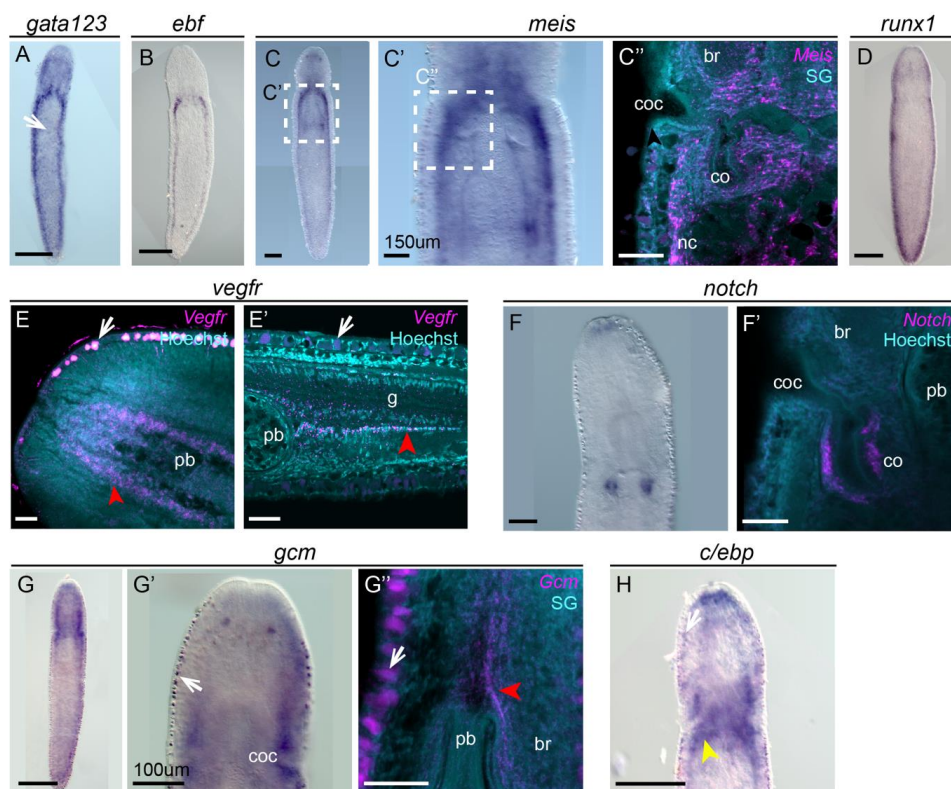 gata123 ebf meis runx1
A B C C' C'' D
C' C'' Meis
SG
br
coc
co
nc
150um
vegfr notch
E Vegfr E' Vegfr F F' Notch
Hoechst Hoechst Hoechst
br
g coc
pb pb pb
co
gcm c/ebp
G G' G'' Gcm H
SG
pb br
coc
100um